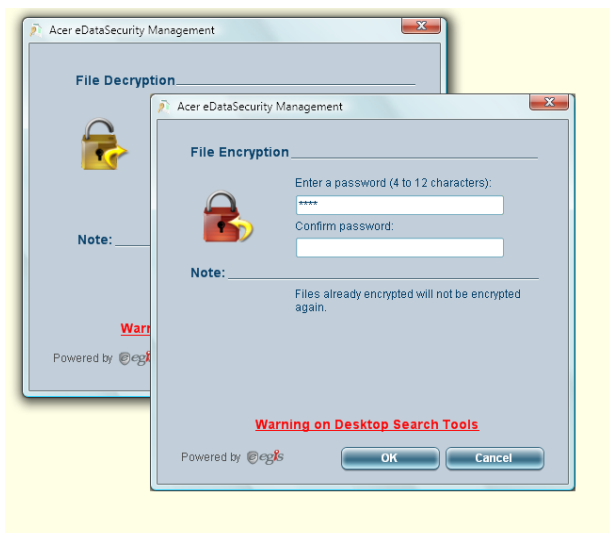 Acer eDataSecurity Management
File Decryption
Note:
Powered by egis
Acer eDataSecurity Management
File Encryption
Enter a password (4 to 12 characters):
****
Confirm password:
Note:
Files already encrypted will not be encrypted
again.
Warning on Desktop Search Tools
Powered by egis
OK
Cancel